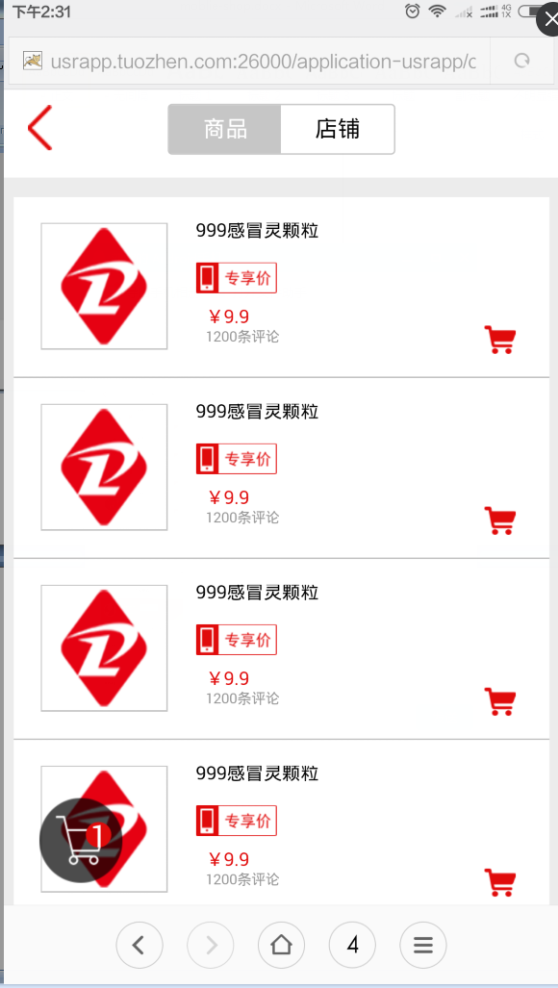 下午2:31
4G
1X
usrapp.tuozhen.com:26000/application-usrapp/c
商品 店铺
999感冒灵颗粒
专享价
￥9.9
1200条评论
999感冒灵颗粒
专享价
￥9.9
1200条评论
999感冒灵颗粒
专享价
￥9.9
1200条评论
999感冒灵颗粒
专享价
1
￥9.9
1200条评论
4